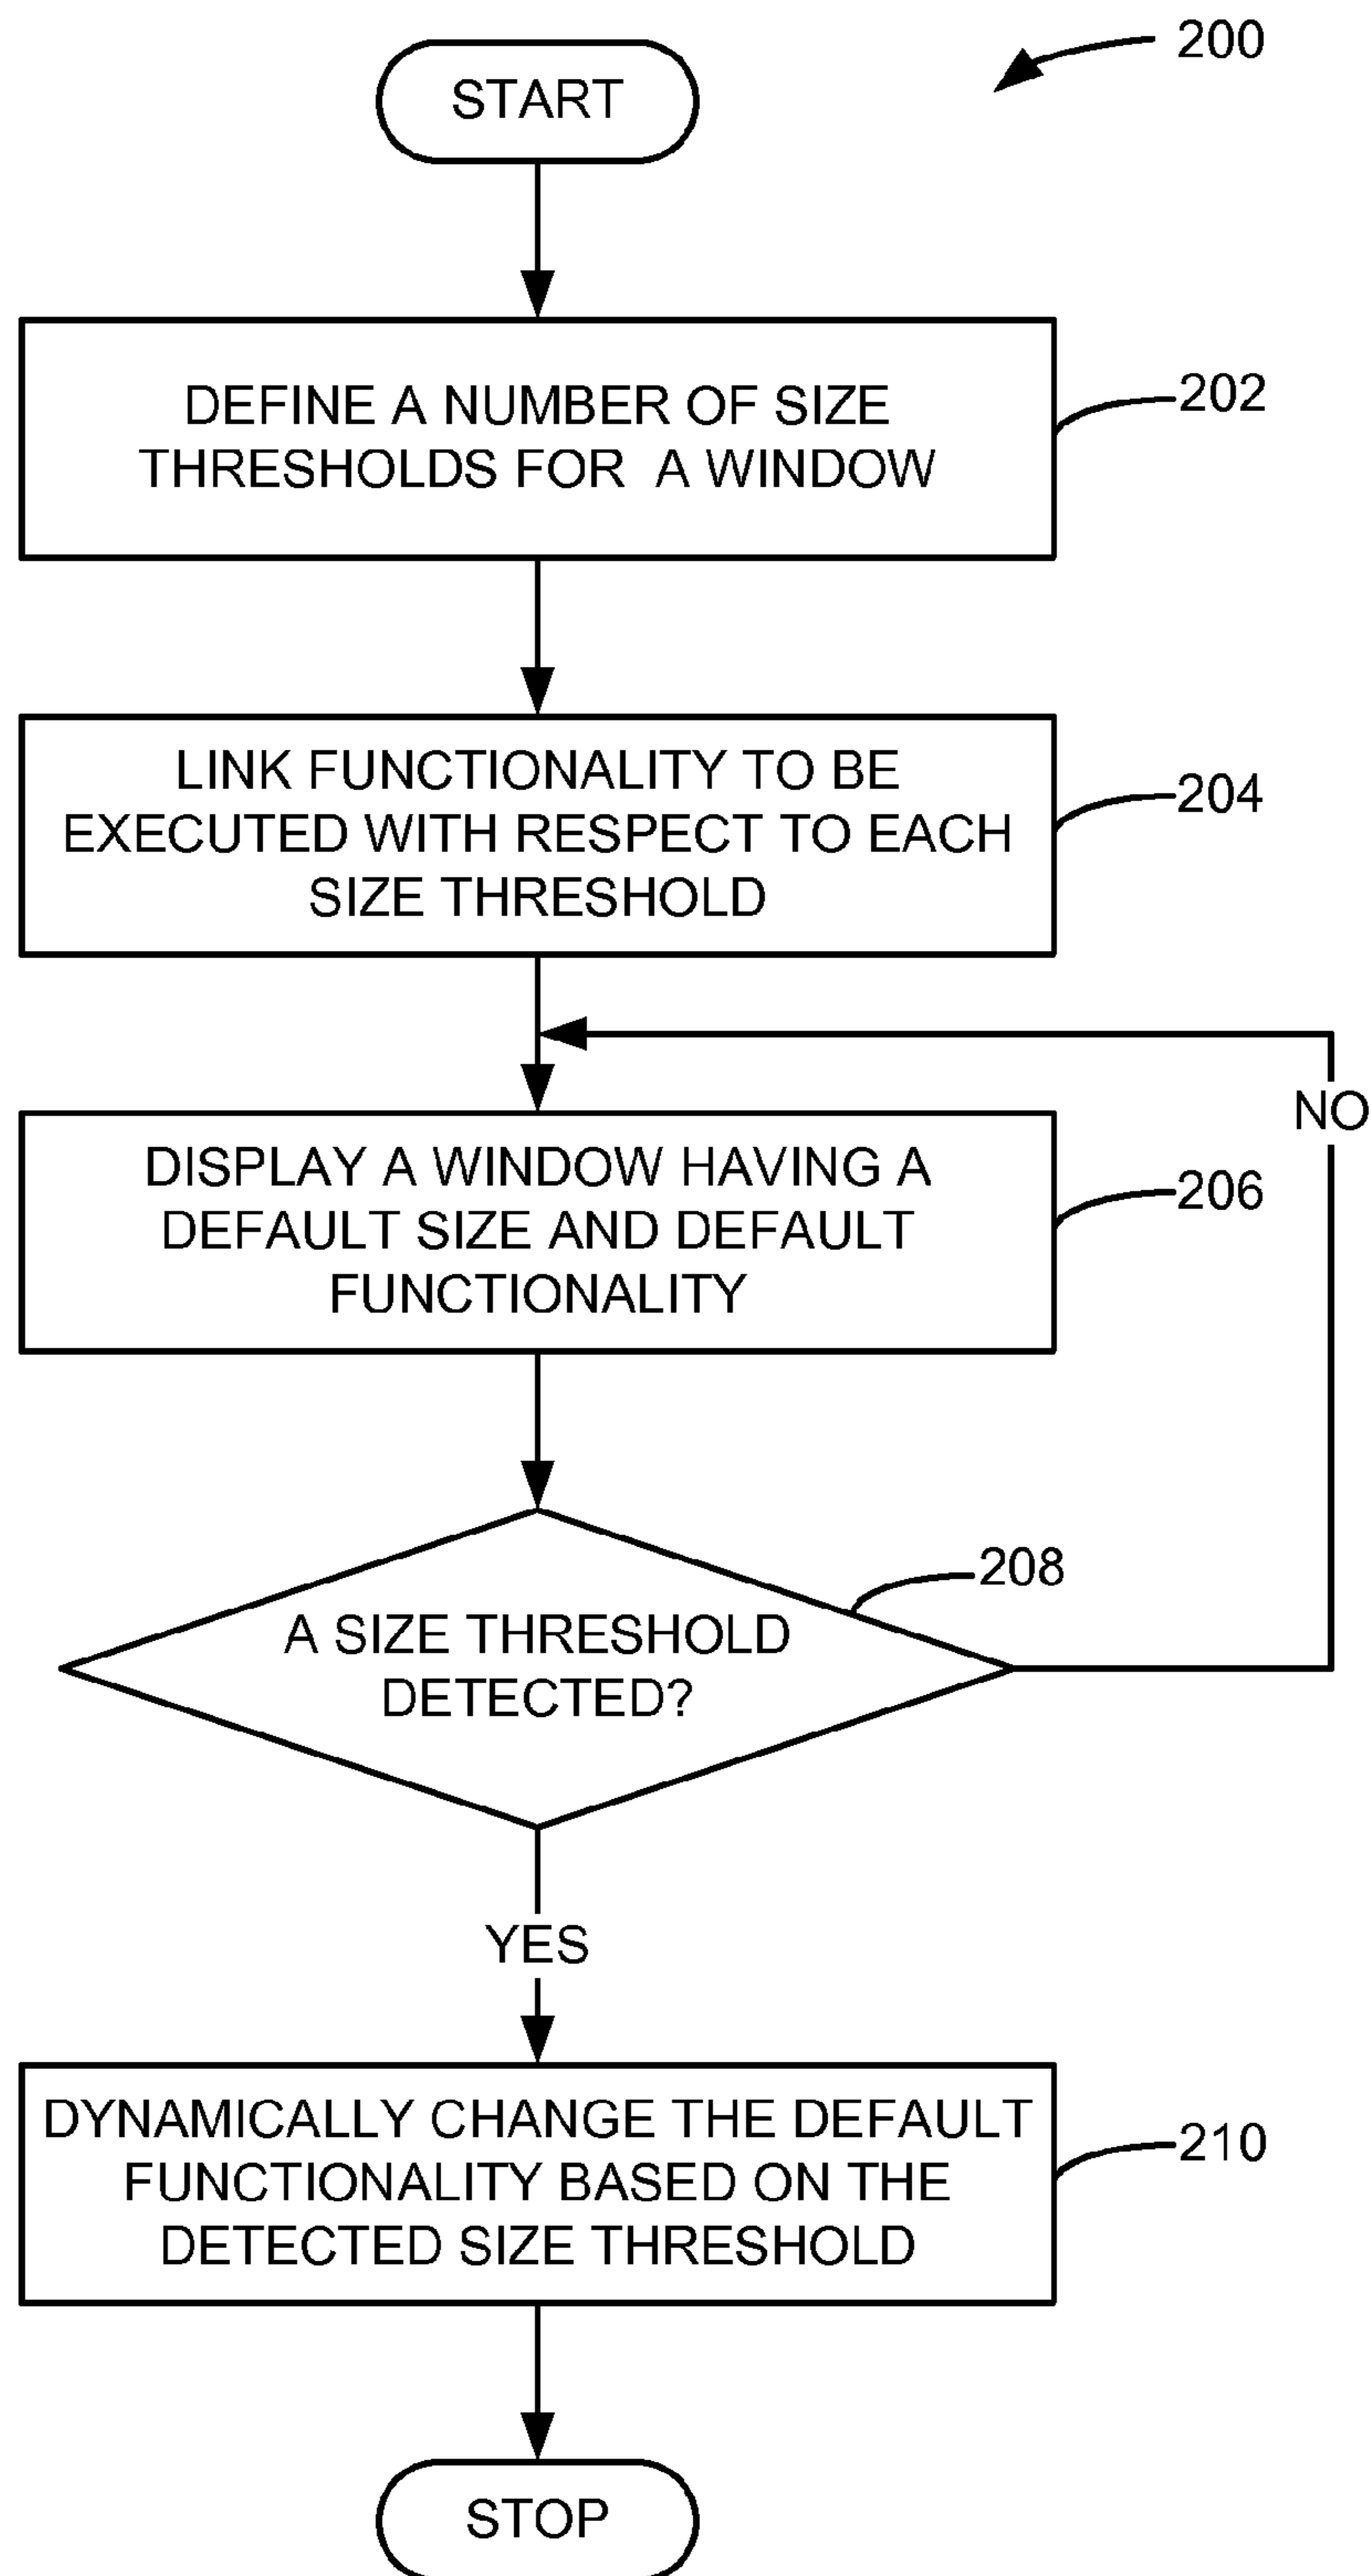 200
START
DEFINE A NUMBER OF SIZE
THRESHOLDS FOR A WINDOW
202
LINK FUNCTIONALITY TO BE
EXECUTED WITH RESPECT TO EACH
SIZE THRESHOLD
204
NO
DISPLAY A WINDOW HAVING A
DEFAULT SIZE AND DEFAULT
FUNCTIONALITY
206
208
A SIZE THRESHOLD
DETECTED?
YES
DYNAMICALLY CHANGE THE DEFAULT
FUNCTIONALITY BASED ON THE
DETECTED SIZE THRESHOLD
210
STOP